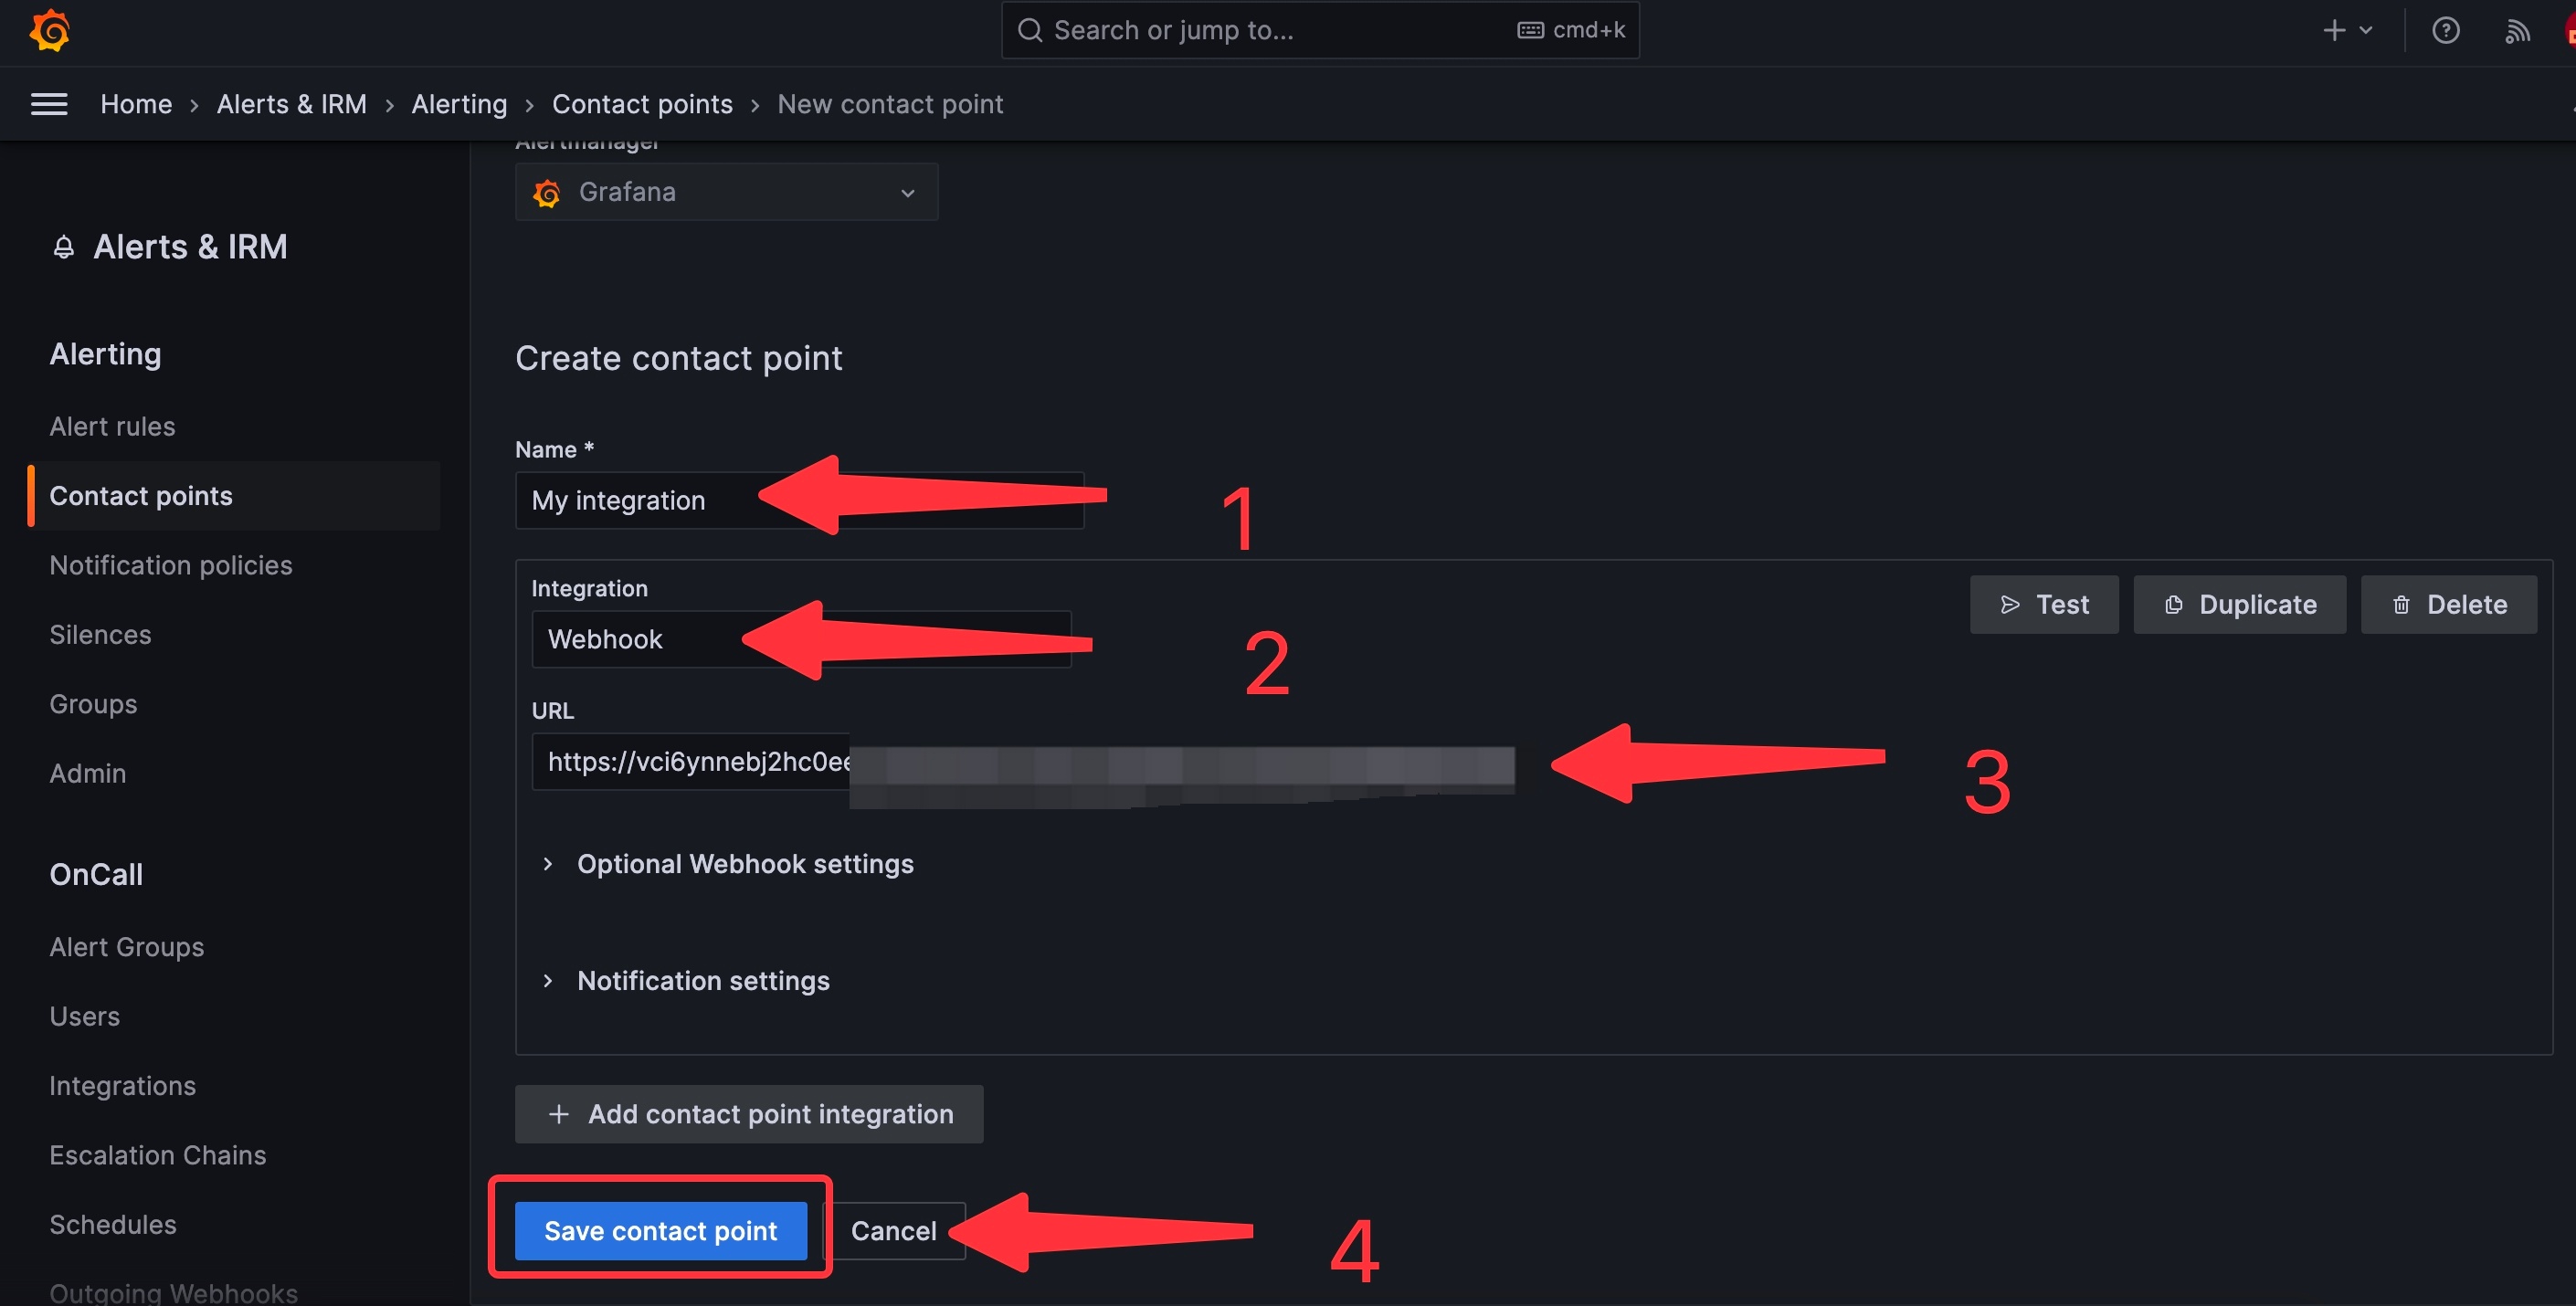 Search or jump to...
cmd+k
Home > Alerts & IRM > Alerting > Contact points > New contact point
Alertmanager
Grafana
Alerts & IRM
Alerting
Alert rules
Contact points
Notification policies
Silences
Groups
Admin
OnCall
Alert Groups
Users
Integrations
Escalation Chains
Schedules
Outgoing Webhooks
Create contact point
Name *
My integration
1
Integration
Webhook
2
Test
Duplicate
Delete
URL
https://vci6ynnebj2hc0ee
3
Optional Webhook settings
Notification settings
+ Add contact point integration
Save contact point
Cancel
4